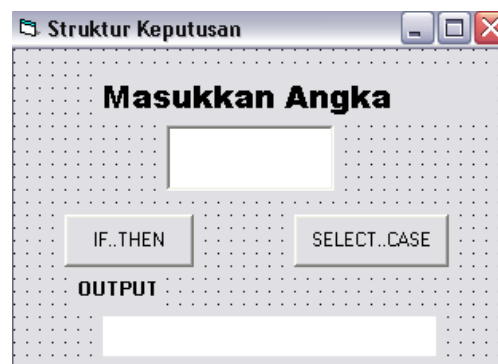 Struktur Keputusan
Masukkan Angka
IF..THEN
SELECT..CASE
OUTPUT